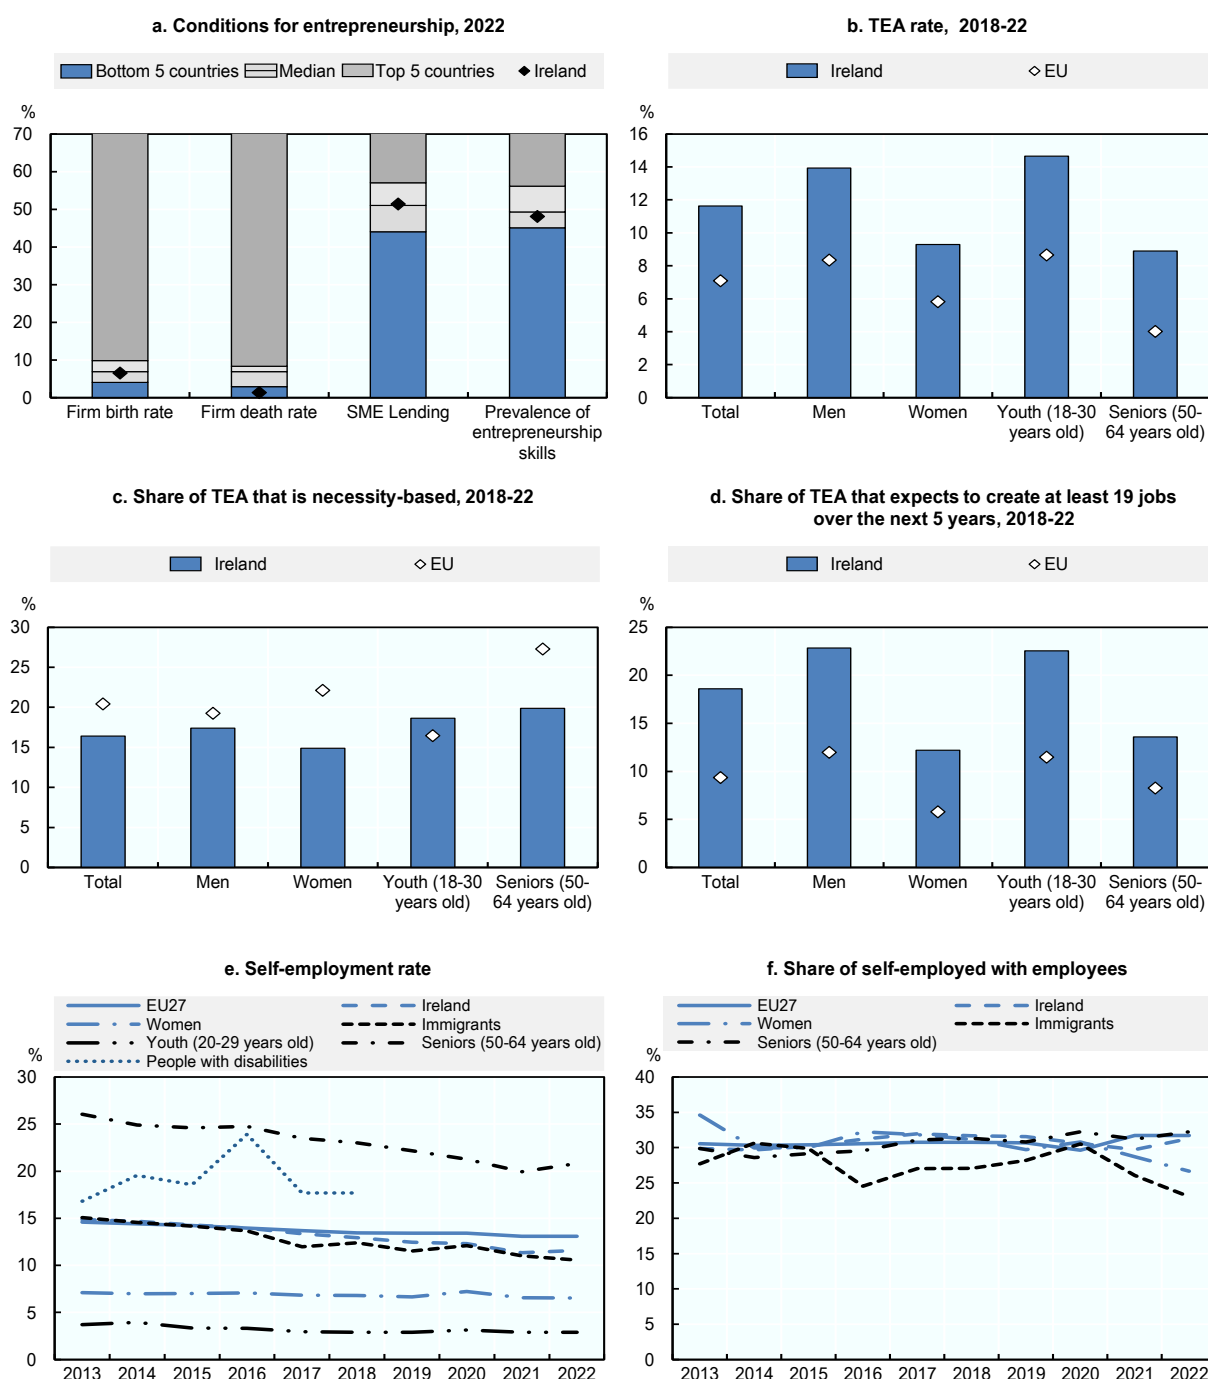 a. Conditions for entrepreneurship, 2022
Bottom 5 countries Median Top 5 countries Ireland
%
70
60
50
40
30
20
10
0
Firm birth rate Firm death rate SME Lending Prevalence of
entrepreneurship
skills
b. TEA rate, 2018-22
Ireland EU
%
16
14
12
10
8
6
4
2
0
Total Men Women Youth (18-30 Seniors (50-
years old) 64 years old)
c. Share of TEA that is necessity-based, 2018-22
Ireland EU
%
30
25
20
15
10
5
0
Total Men Women Youth (18-30 Seniors (50-
years old) 64 years old)
d. Share of TEA that expects to create at least 19 jobs
over the next 5 years, 2018-22
Ireland EU
%
25
20
15
10
5
0
Total Men Women Youth (18-30 Seniors (50-
years old) 64 years old)
e. Self-employment rate
EU27 Ireland
Women Immigrants
Youth (20-29 years old) Seniors (50-64 years old)
People with disabilities
%
30
25
20
15
10
5
0
2013 2014 2015 2016 2017 2018 2019 2020 2021 2022
f. Share of self-employed with employees
EU27 Ireland
Women Immigrants
Seniors (50-64 years old)
%
40
35
30
25
20
15
10
5
0
2013 2014 2015 2016 2017 2018 2019 2020 2021 2022